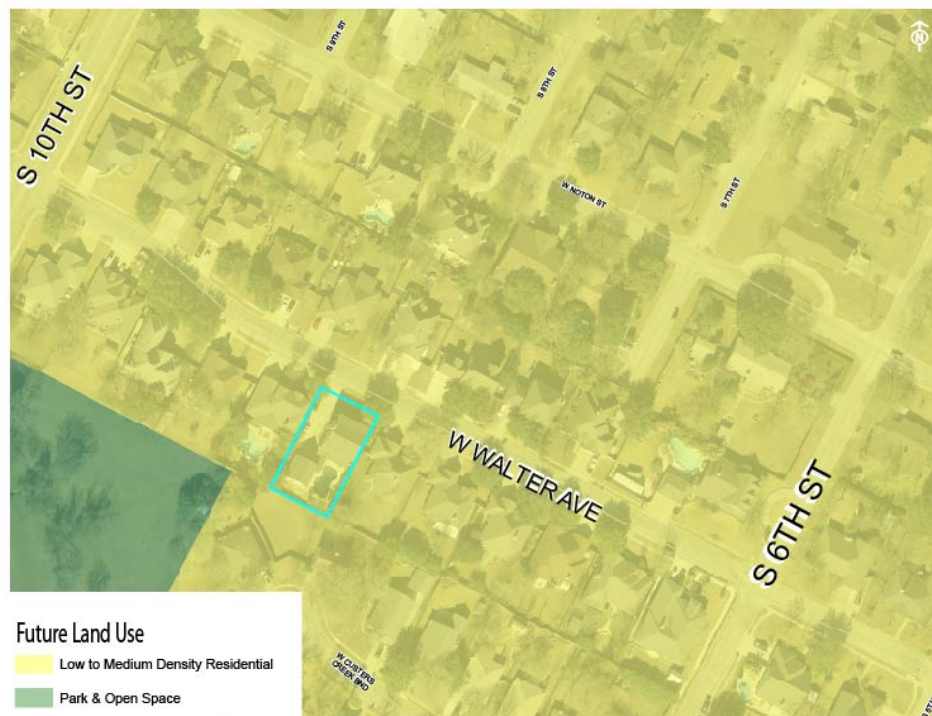 S 9TH ST
N
S 10TH ST
S 8TH ST
W NOTON ST
S 7TH ST
W WALTER AVE
S 6TH ST
W CUSTERS
CREEK BND
S 5TH
Future Land Use
Low to Medium Density Residential
Park & Open Space